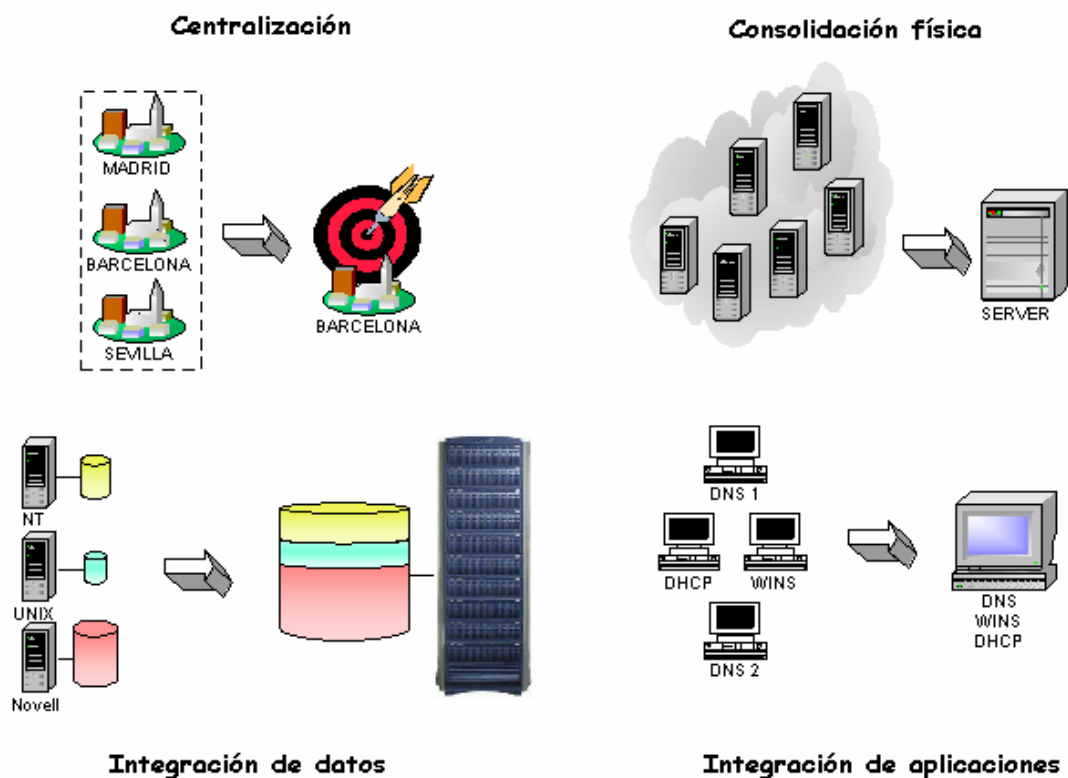 Centralización
Consolidación física
MADRID
BARCELONA
SEVILLA
BARCELONA
SERVER
NT
UNIX
Novell
DNS 1
DHCP
WINS
DNS 2
DNS
WINS
DHCP
Integración de datos
Integración de aplicaciones